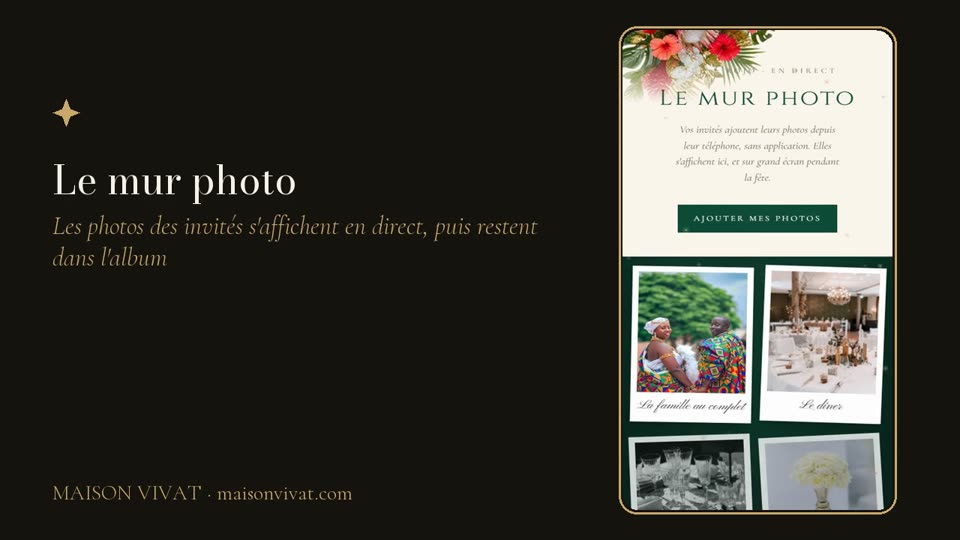 Le mur photo
Les photos des invités s'affichent en direct, puis restent
dans l'album
MAISON VIVAT · maisonvivat.com
· EN DIRECT
LE MUR PHOTO
Vos invités ajoutent leurs photos depuis
leur téléphone, sans application. Elles
s'affichent ici, et sur grand écran pendant
la fête.
AJOUTER MES PHOTOS
La famille au complet
Le dîner